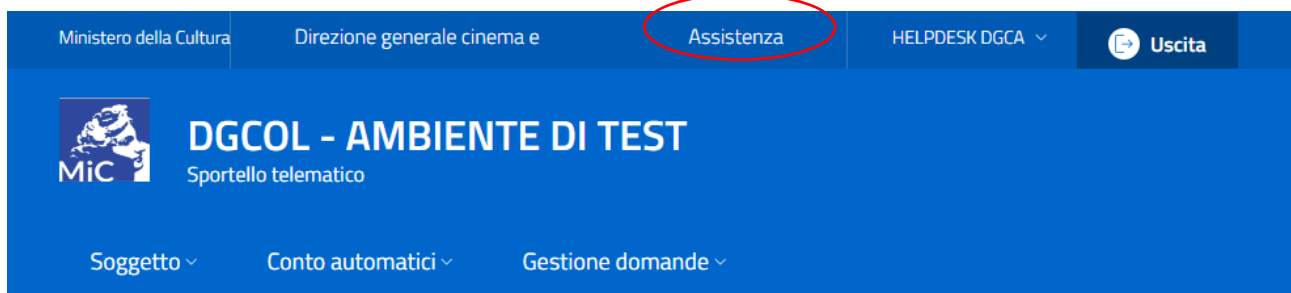 Ministero della Cultura Direzione generale cinema e Assistenza HELPDESK DGCA Uscita
MiC
DGCOL - AMBIENTE DI TEST
Sportello telematico
Soggetto Conto automatici Gestione domande